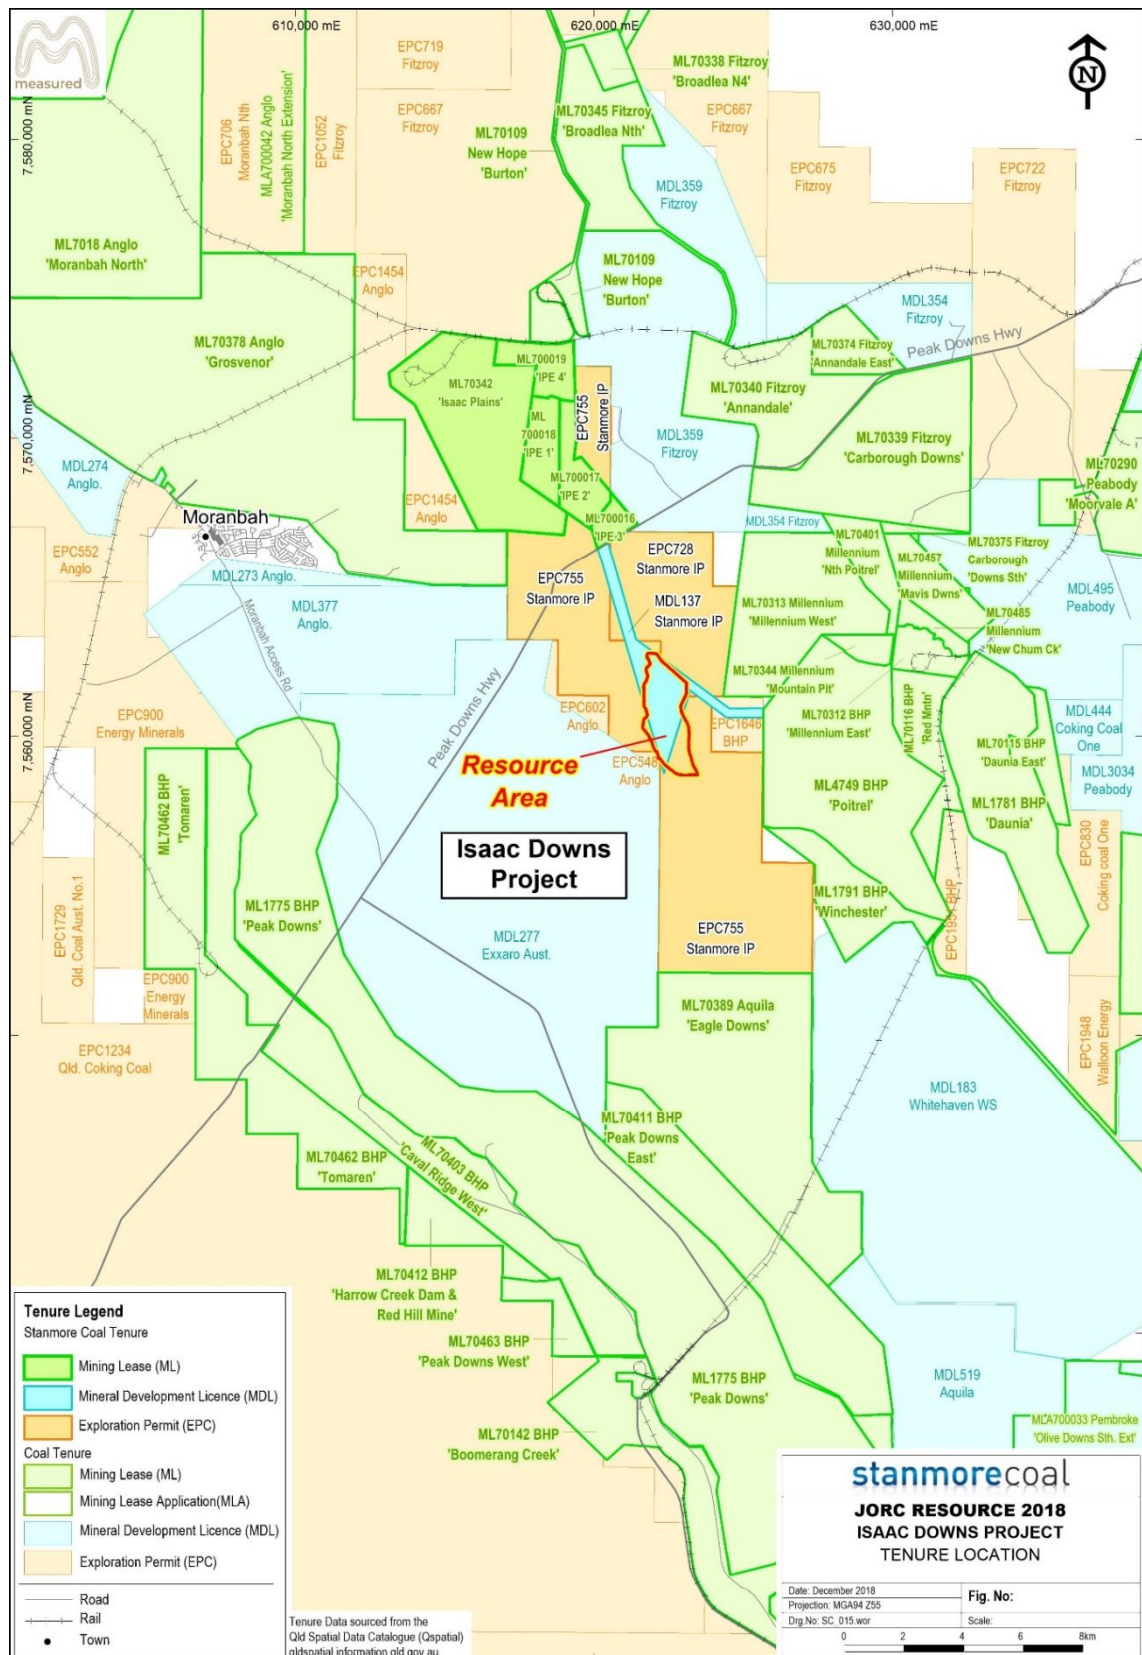 measured
610,000 mE
620,000 mE
630,000 mE
7,580,000 mN
7,570,000 mN
7,560,000 mN
N
EPC719
Fitzroy
EPC667
Fitzroy
EPC706
Moranbah Nth
MLA700042 Anglo
'Moranbah North Extension'
EPC1052
Fitzroy
ML70338 Fitzroy
'Broadlea N4'
ML70345 Fitzroy
'Broadlea Nth'
EPC667
Fitzroy
ML70109
New Hope
'Burton'
EPC675
Fitzroy
EPC722
Fitzroy
MDL359
Fitzroy
ML7018 Anglo
'Moranbah North'
EPC1454
Anglo
ML70109
New Hope
'Burton'
MDL354
Fitzroy
Peak Downs Hwy
ML70378 Anglo
'Grosvenor'
ML70342
'Isaac Plains'
ML700019
'IPE 4'
EPC755
Stanmore IP
ML70374 Fitzroy
'Annandale East'
ML70340 Fitzroy
'Annandale'
ML
700018
'IPE 1'
MDL359
Fitzroy
ML70339 Fitzroy
'Carborough Downs'
MDL274
Anglo.
ML700017
'IPE 2'
ML70290
Peabody
'Moorvale A'
EPC1454
Anglo
Moranbah
ML700016
'IPE-3'
MDL354 Fitzroy
ML70401
Millennium
'Nth Poitrel'
ML70375 Fitzroy
Carborough
'Downs Sth'
EPC552
Anglo
EPC728
Stanmore IP
ML70457
Millennium
'Mavis Dwns'
MDL273 Anglo.
EPC755
Stanmore IP
MDL495
Peabody
MDL377
Anglo.
MDL137
Stanmore IP
ML70313 Millennium
'Millennium West'
ML70485
Millennium
'New Chum Ck'
Moranbah Access Rd
ML70344 Millennium
'Mountain Pit'
Peak Downs Hwy
EPC602
Anglo
EPC1646
BHP
ML70312 BHP
'Millennium East'
ML70116 BHP
'Red Mntn'
MDL444
Coking Coal
One
EPC900
Energy Minerals
ML70115 BHP
'Daunia East'
EPC548
Anglo
Resource
Area
MDL3034
Peabody
ML4749 BHP
'Poitrel'
ML1781 BHP
'Daunia'
ML70462 BHP
'Tomaren'
Isaac Downs
Project
EPC830
Coking coal One
EPC1729
Qld. Coal Aust. No.1
ML1775 BHP
'Peak Downs'
ML1791 BHP
'Winchester'
MDL277
Exxaro Aust.
EPC755
Stanmore IP
EPC900
Energy
Minerals
ML70389 Aquila
'Eagle Downs'
EPC1234
Qld. Coking Coal
EPC1948
Walloon Energy
MDL183
Whitehaven WS
ML70411 BHP
'Peak Downs
East'
ML70462 BHP
'Tomaren'
ML70403 BHP
'Caval Ridge West'
ML70412 BHP
'Harrow Creek Dam &
Red Hill Mine'
ML70463 BHP
'Peak Downs West'
ML1775 BHP
'Peak Downs'
MDL519
Aquila
ML70142 BHP
'Boomerang Creek'
MLA700033 Pembroke
'Olive Downs Sth. Ext'
Tenure Legend
Stanmore Coal Tenure
Mining Lease (ML)
Mineral Development Licence (MDL)
Exploration Permit (EPC)
Coal Tenure
Mining Lease (ML)
Mining Lease Application(MLA)
Mineral Development Licence (MDL)
Exploration Permit (EPC)
Road
Rail
Town
Tenure Data sourced from the
Qld Spatial Data Catalogue (Qspatial)
qldspatial.information.qld.gov.au
stanmorecoal
JORC RESOURCE 2018
ISAAC DOWNS PROJECT
TENURE LOCATION
Date: December 2018
Projection: MGA94 Z55
Drg.No: SC_015.wor
Fig. No:
Scale:
0 2 4 6 8km